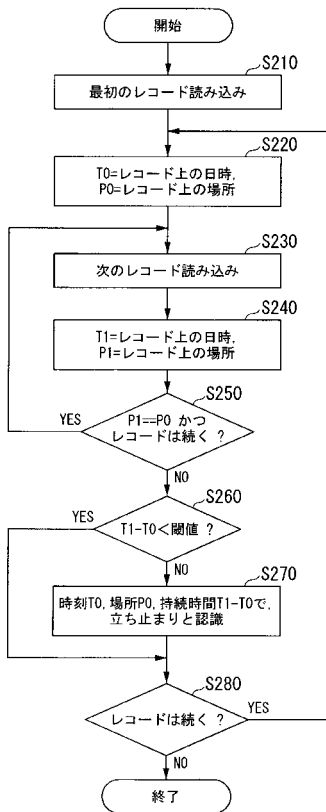 開始
S210
最初のレコード読み込み
S220
T0=レコード上の日時,
P0=レコード上の場所
S230
次のレコード読み込み
S240
T1=レコード上の日時,
P1=レコード上の場所
S250
YES
P1==P0 かつ
レコードは続く ?
NO
S260
YES
T1-T0<閾値 ?
NO
S270
時刻T0, 場所P0, 持続時間T1-T0で,
立ち止まりと認識
S280
レコードは続く ?
YES
NO
終了